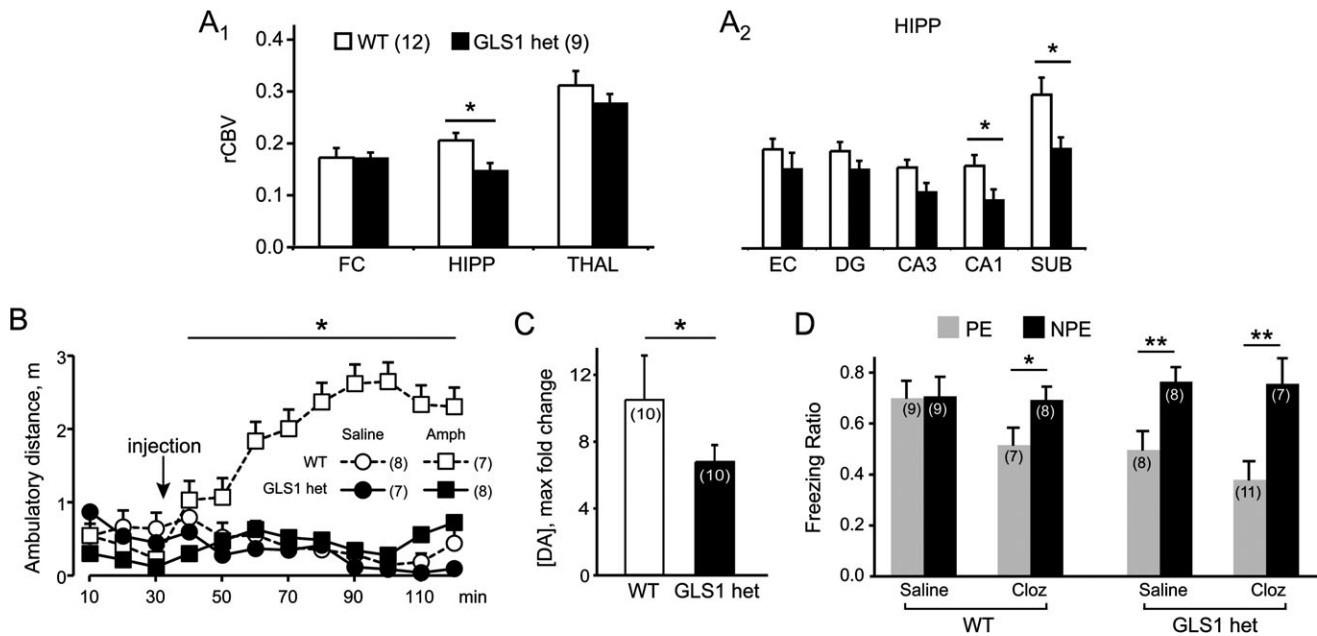 A1
WT (12) GLS1 het (9)
*
0.4
0.3
0.2
0.1
0.0
rCBV
FC HIPP THAL
A2
HIPP
* *
EC DG CA3 CA1 SUB
B
*
3
2
1
0
Ambulatory distance, m
injection
Saline Amph
WT (8) (7)
GLS1 het (7) (8)
10 30 50 70 90 110 min
C
*
12
8
4
0
[DA], max fold change
(10) (10)
WT GLS1 het
D
PE NPE
* ** **
0.8
0.6
0.4
0.2
0.0
Freezing Ratio
(9) (9) (7) (8) (8) (8) (11) (7)
Saline Cloz Saline Cloz
WT GLS1 het